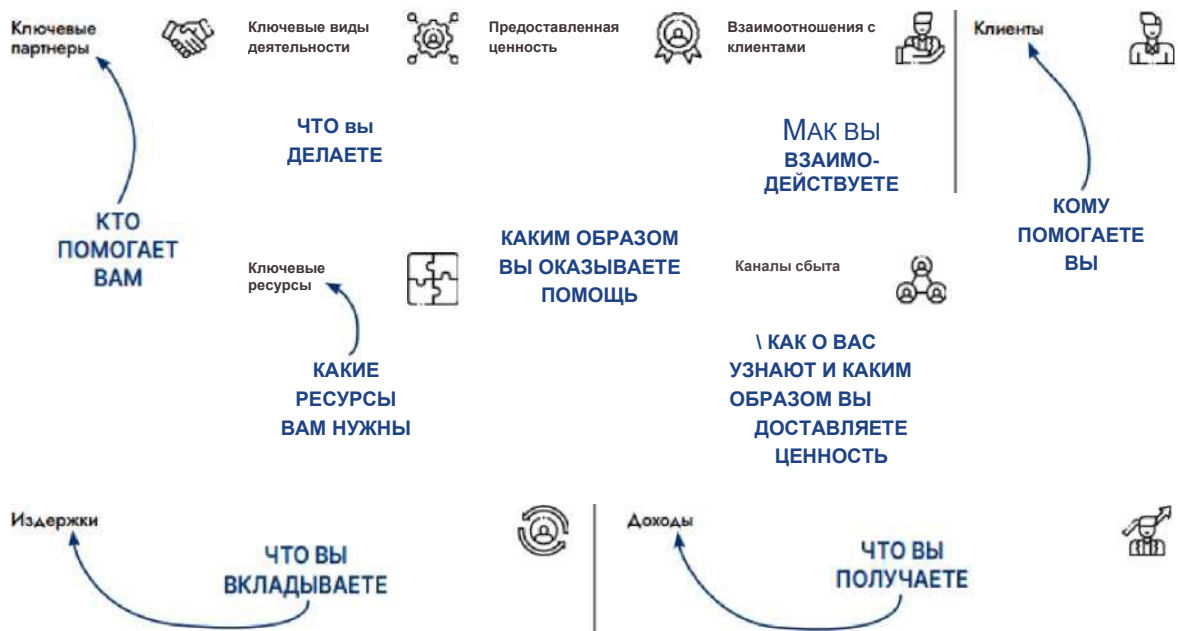 Ключевые
партнеры
КТО
ПОМОГАЕТ
ВАМ
Ключевые виды
деятельности
ЧТО вы
ДЕЛАЕТЕ
Ключевые
ресурсы
КАКИЕ
РЕСУРСЫ
ВАМ НУЖНЫ
Предоставленная
ценность
КАКИМ ОБРАЗОМ
ВЫ ОКАЗЫВАЕТЕ
ПОМОЩЬ
Взаимоотношения с
клиентами
МАК ВЫ
ВЗАИМО-
ДЕЙСТВУЕТЕ
Каналы сбыта
\ КАК О ВАС
УЗНАЮТ И КАКИМ
ОБРАЗОМ ВЫ
ДОСТАВЛЯЕТЕ
ЦЕННОСТЬ
Клиенты
КОМУ
ПОМОГАЕТЕ
ВЫ
Издержки
ЧТО ВЫ
ВКЛАДЫВАЕТЕ
Доходы
ЧТО ВЫ
ПОЛУЧАЕТЕ